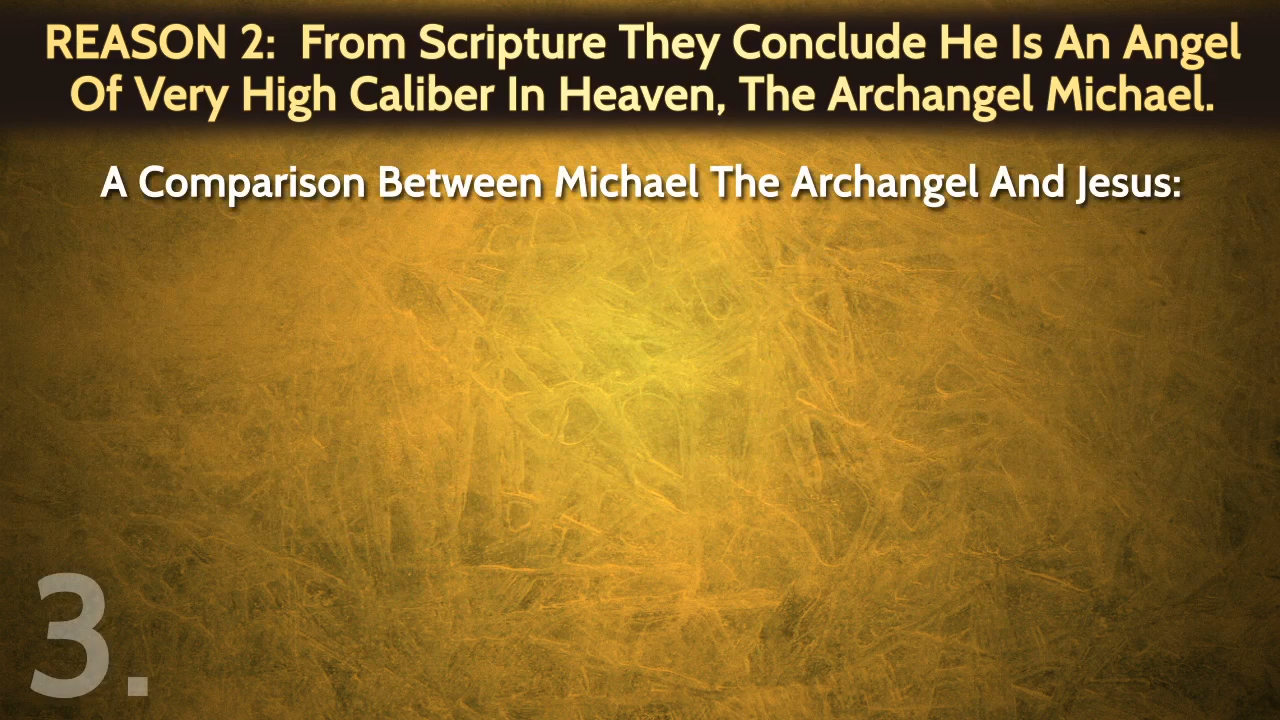 REASON 2:  From Scripture They Conclude He Is An Angel
Of Very High Caliber In Heaven, The Archangel Michael.
A Comparison Between Michael The Archangel And Jesus:
3.